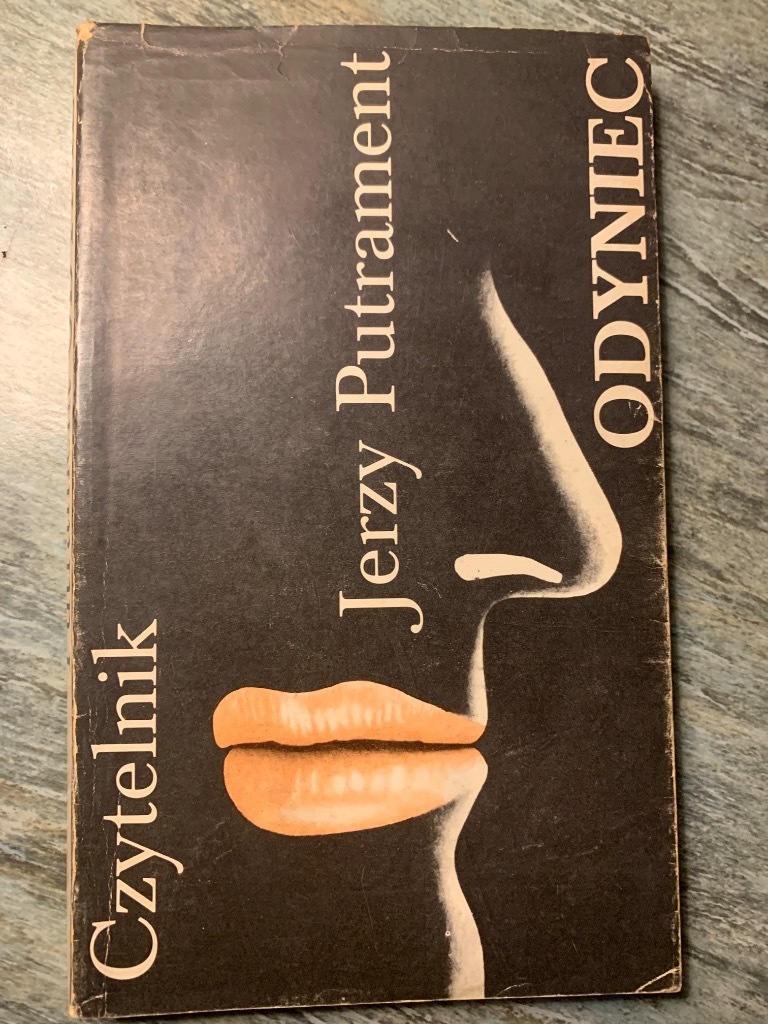 Czytelnik
Jerzy Putrament
ODYNIEC